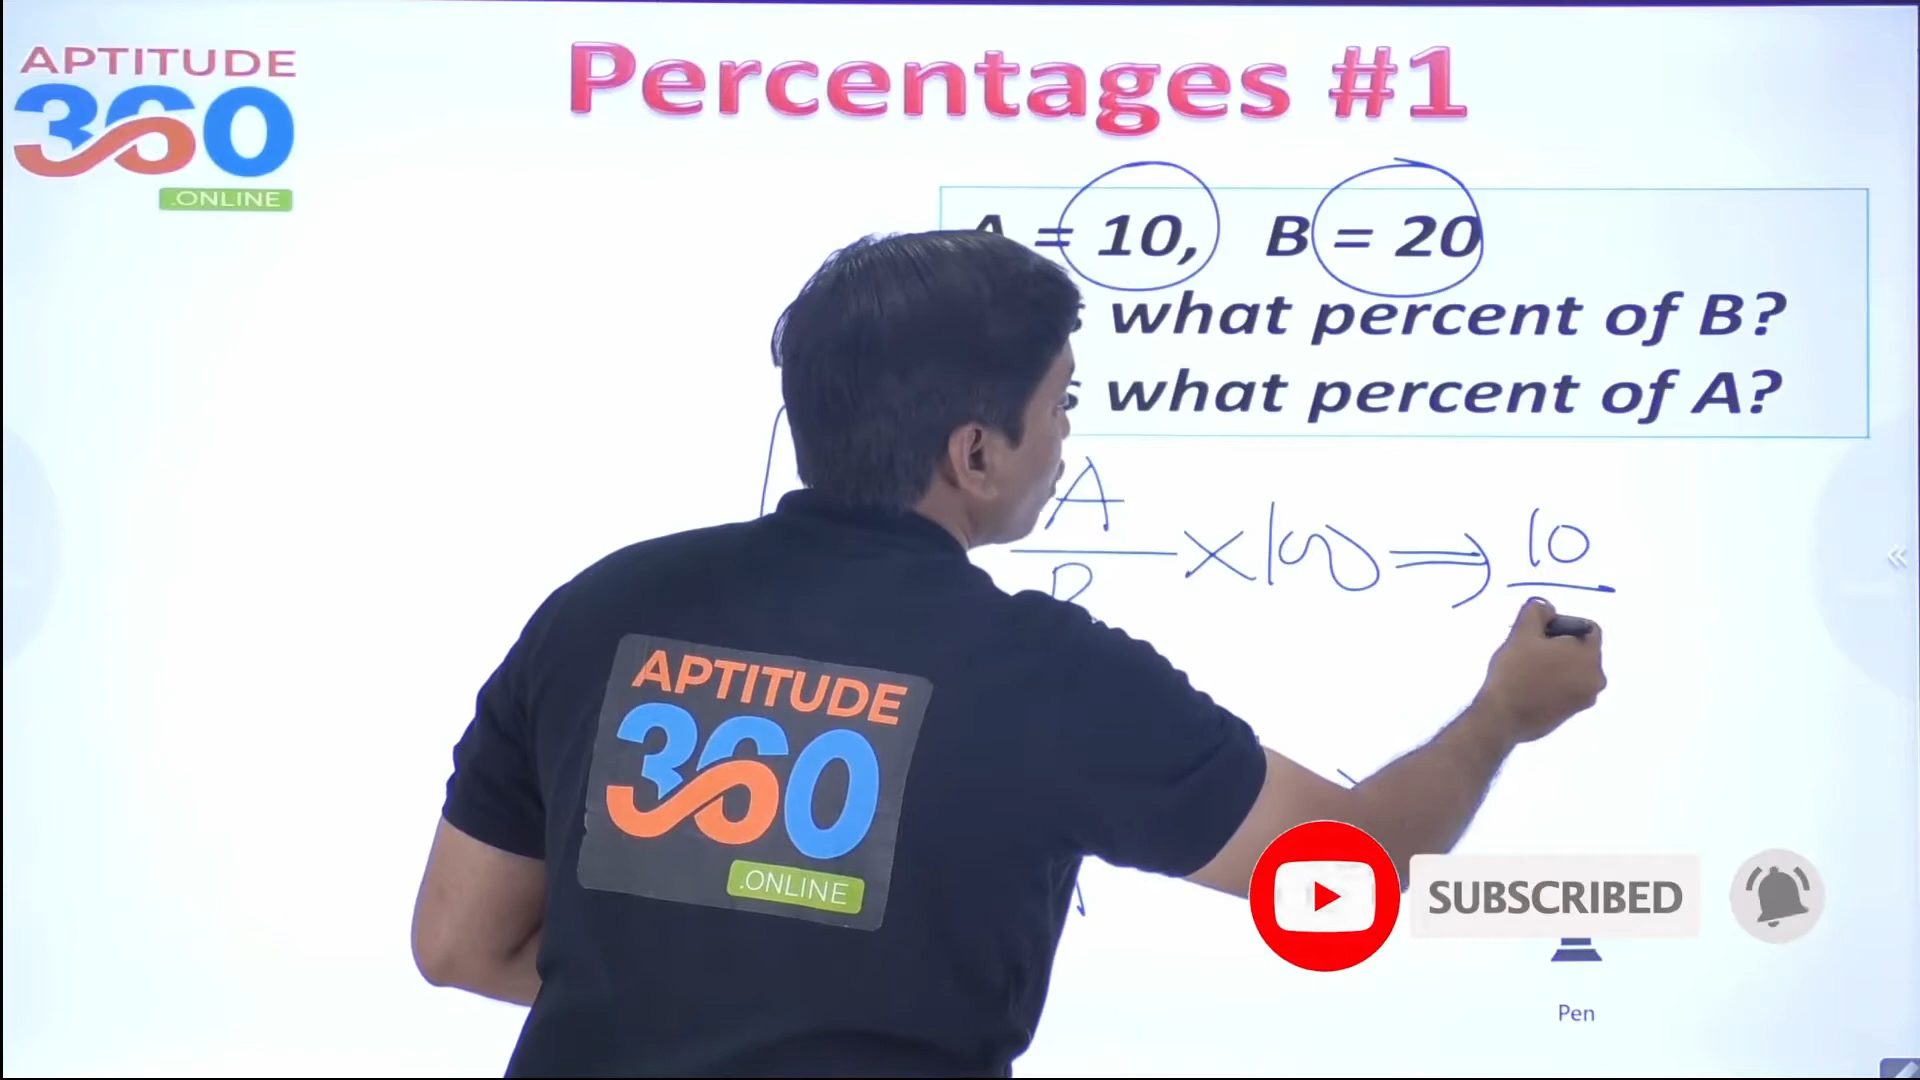 APTITUDE
360
.ONLINE
Percentages #1
= 10, B = 20
what percent of B?
what percent of A?
A
× 100 ⇒ 10
APTITUDE
360
.ONLINE
SUBSCRIBED
Pen